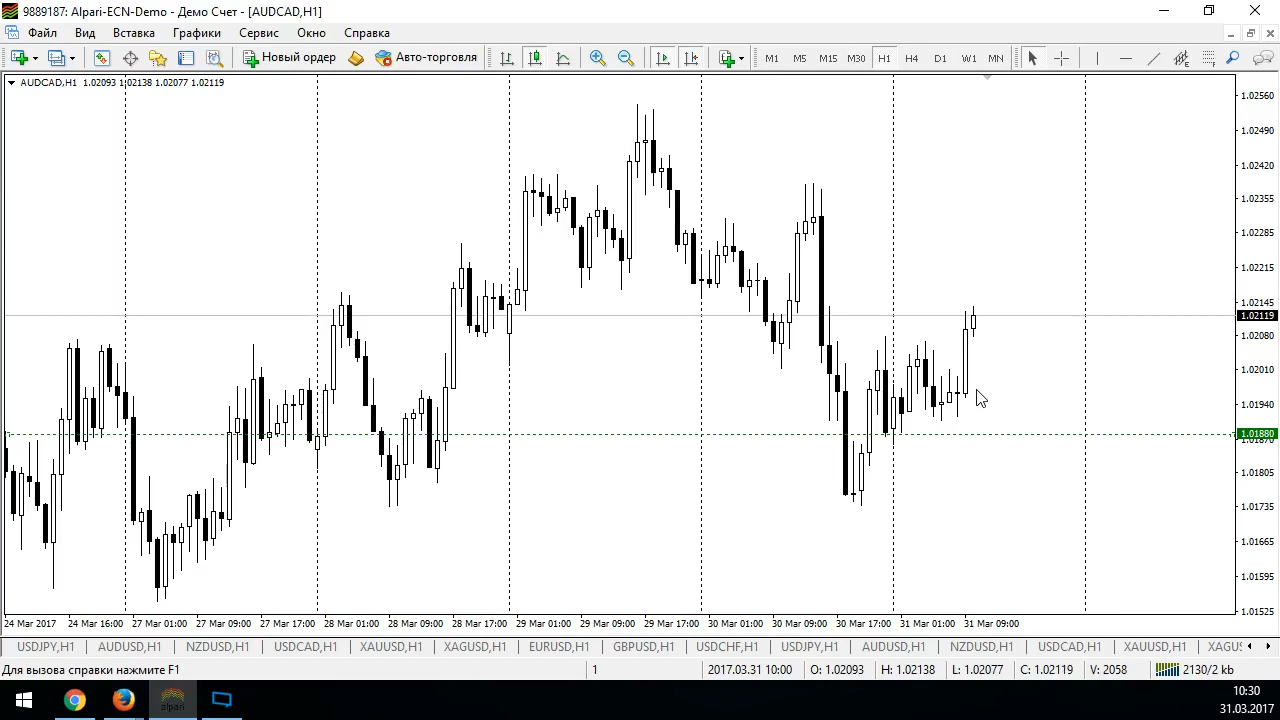 9889187: Alpari-ECN-Demo - Демо Счет - [AUDCAD,H1]
Файл Вид Вставка Графики Сервис Окно Справка
Новый ордер Авто-торговля M1 M5 M15 M30 H1 H4 D1 W1 MN
AUDCAD,H1 1.02093 1.02138 1.02077 1.02119
1.02560
1.02490
1.02420
1.02355
1.02285
1.02215
1.02145
1.02119
1.02080
1.02010
1.01940
1.01880
1.01870
1.01805
1.01735
1.01665
1.01595
1.01525
24 Mar 2017 24 Mar 16:00 27 Mar 01:00 27 Mar 09:00 27 Mar 17:00 28 Mar 01:00 28 Mar 09:00 28 Mar 17:00 29 Mar 01:00 29 Mar 09:00 29 Mar 17:00 30 Mar 01:00 30 Mar 09:00 30 Mar 17:00 31 Mar 01:00 31 Mar 09:00
USDJPY,H1 AUDUSD,H1 NZDUSD,H1 USDCAD,H1 XAUUSD,H1 XAGUSD,H1 EURUSD,H1 GBPUSD,H1 USDCHF,H1 USDJPY,H1 AUDUSD,H1 NZDUSD,H1 USDCAD,H1 XAUUSD,H1 XAGUS
Для вызова справки нажмите F1 1 2017.03.31 10:00 O: 1.02093 H: 1.02138 L: 1.02077 C: 1.02119 V: 2058 2130/2 kb
alpari
10:30
31.03.2017